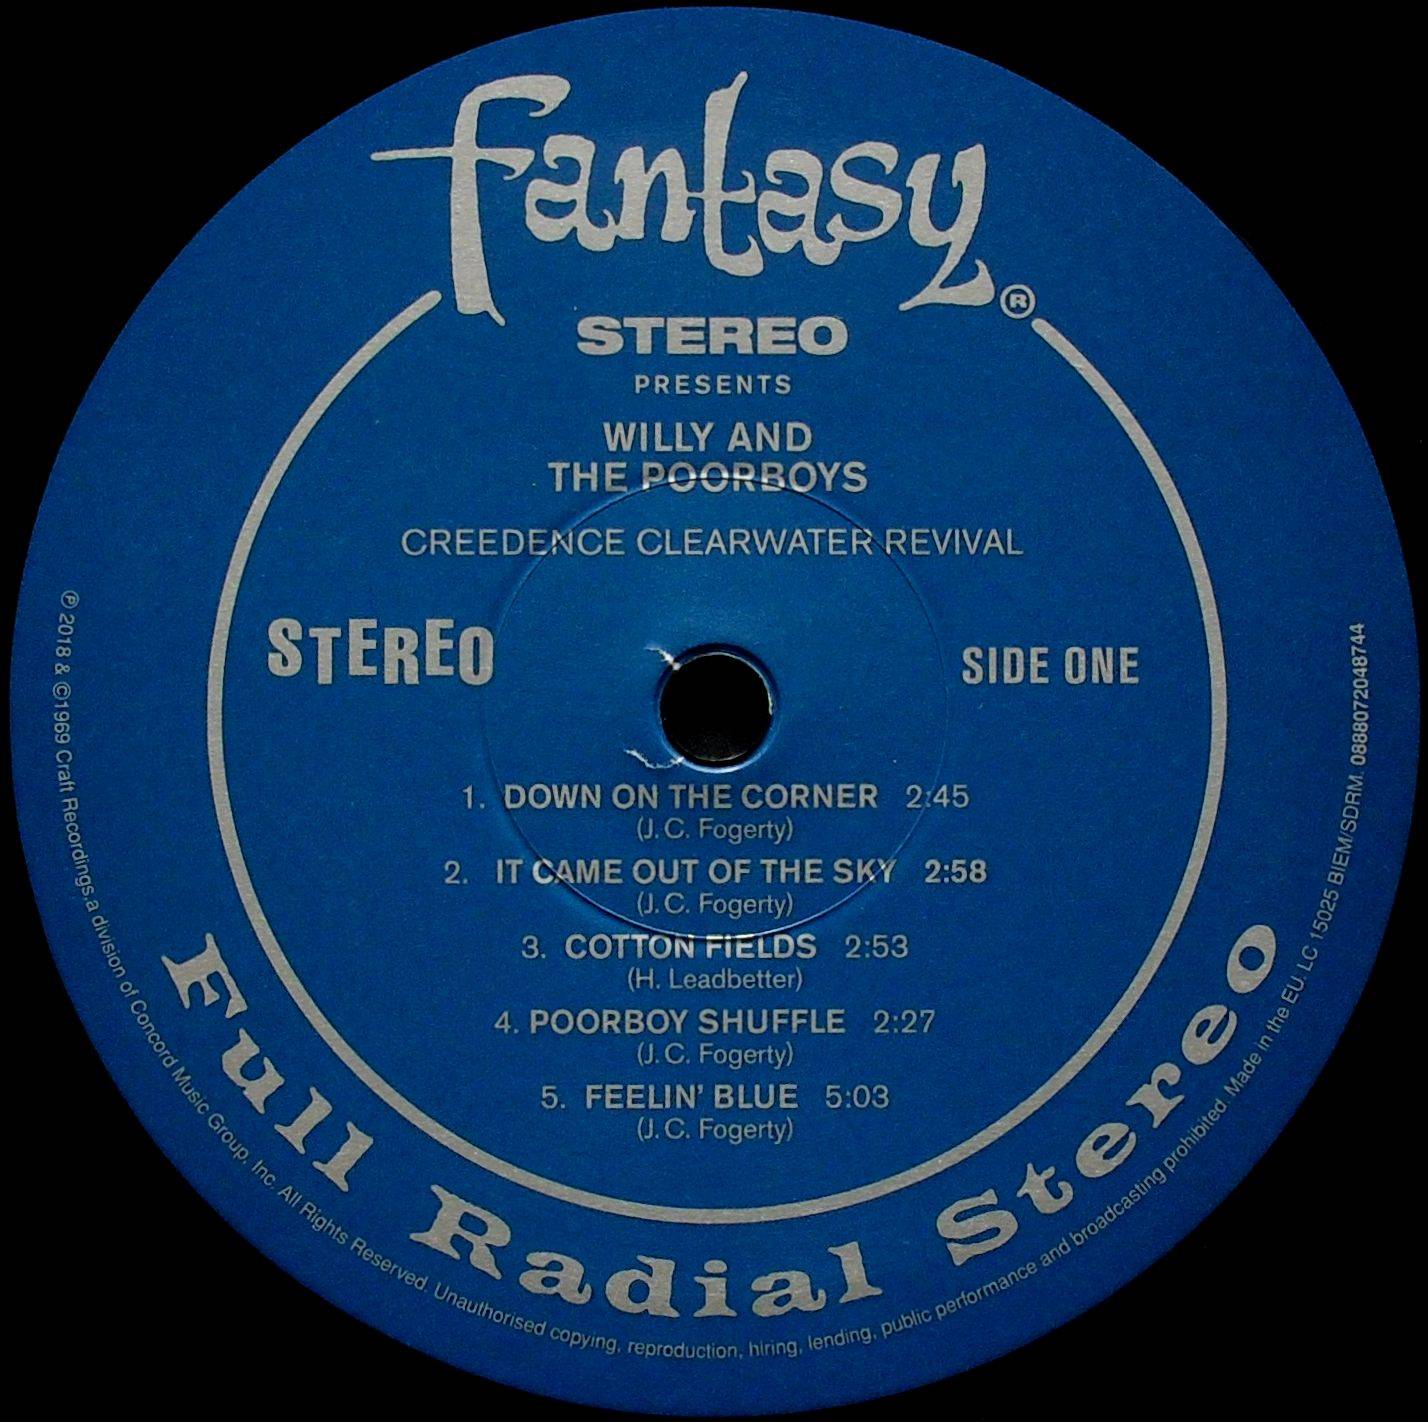 fantasy®
STEREO
PRESENTS
WILLY AND
THE POORBOYS
CREEDENCE CLEARWATER REVIVAL
STEREO
SIDE ONE
1. DOWN ON THE CORNER 2:45
(J. C. Fogerty)
2. IT CAME OUT OF THE SKY 2:58
(J. C. Fogerty)
3. COTTON FIELDS 2:53
(H. Leadbetter)
4. POORBOY SHUFFLE 2:27
(J. C. Fogerty)
5. FEELIN' BLUE 5:03
(J. C. Fogerty)
Full Radial Stereo
℗ 2018 & ©1969 Craft Recordings,a division of Concord Music Group, Inc. All Rights Reserved. Unauthorised copying, reproduction, hiring, lending, public performance and broadcasting prohibited. Made in the EU. LC 15025 BIEM/SDRM. 0888072048744